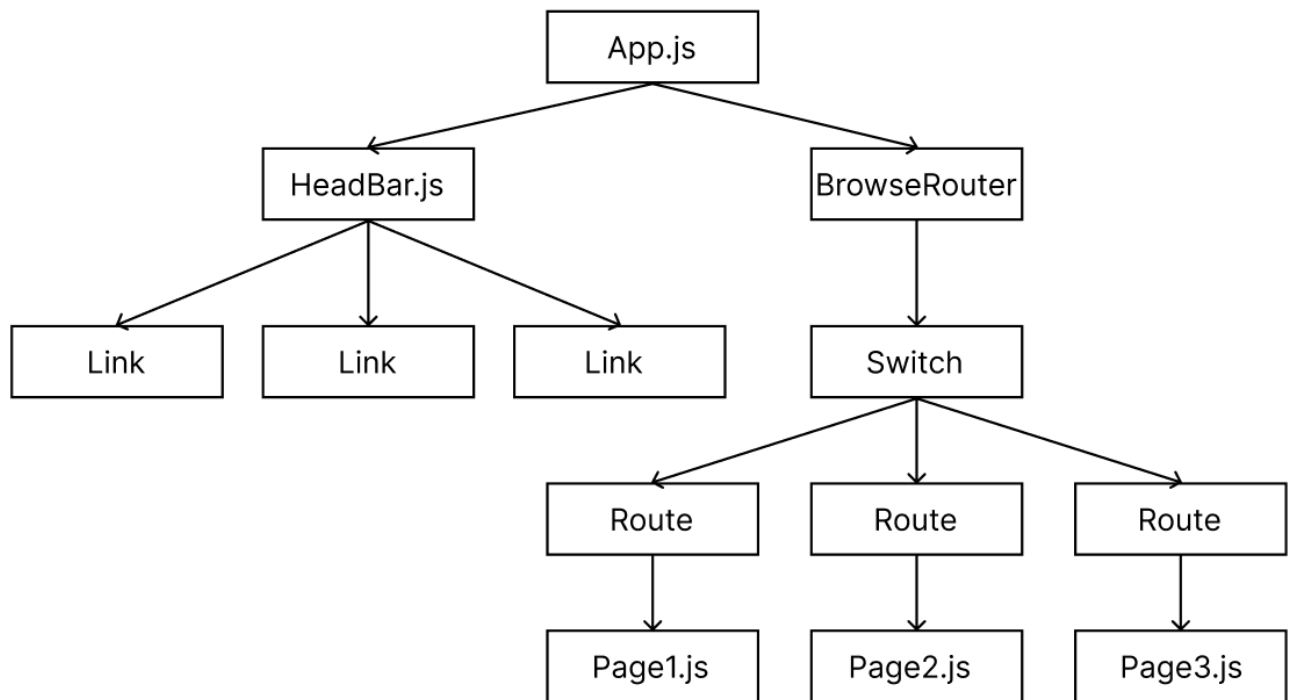 App.js
HeadBar.js
BrowseRouter
Link
Link
Link
Switch
Route
Route
Route
Page1.js
Page2.js
Page3.js